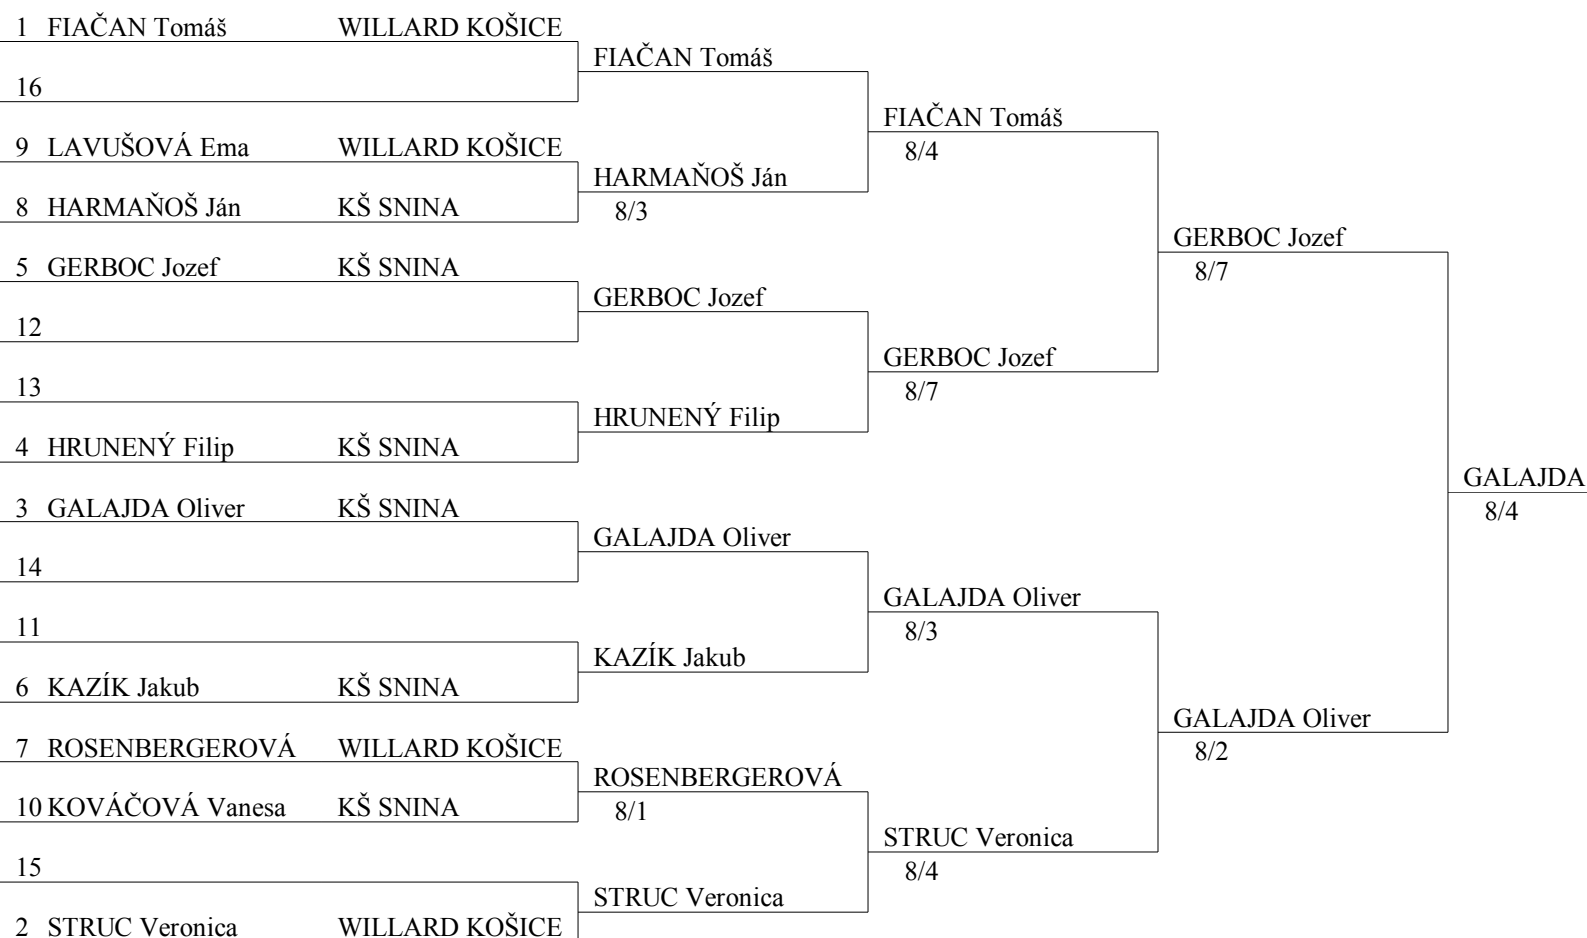 1 FIAČAN Tomáš WILLARD KOŠICE
FIAČAN Tomáš
16
FIAČAN Tomáš
8/4
9 LAVUŠOVÁ Ema WILLARD KOŠICE
HARMAŇOŠ Ján
8/3
8 HARMAŇOŠ Ján KŠ SNINA
GERBOC Jozef
8/7
5 GERBOC Jozef KŠ SNINA
GERBOC Jozef
12
GERBOC Jozef
8/7
13
HRUNENÝ Filip
4 HRUNENÝ Filip KŠ SNINA
GALAJDA
8/4
3 GALAJDA Oliver KŠ SNINA
GALAJDA Oliver
14
GALAJDA Oliver
8/3
11
KAZÍK Jakub
6 KAZÍK Jakub KŠ SNINA
GALAJDA Oliver
8/2
7 ROSENBERGEROVÁ WILLARD KOŠICE
ROSENBERGEROVÁ
8/1
10 KOVÁČOVÁ Vanesa KŠ SNINA
STRUC Veronica
8/4
15
STRUC Veronica
2 STRUC Veronica WILLARD KOŠICE